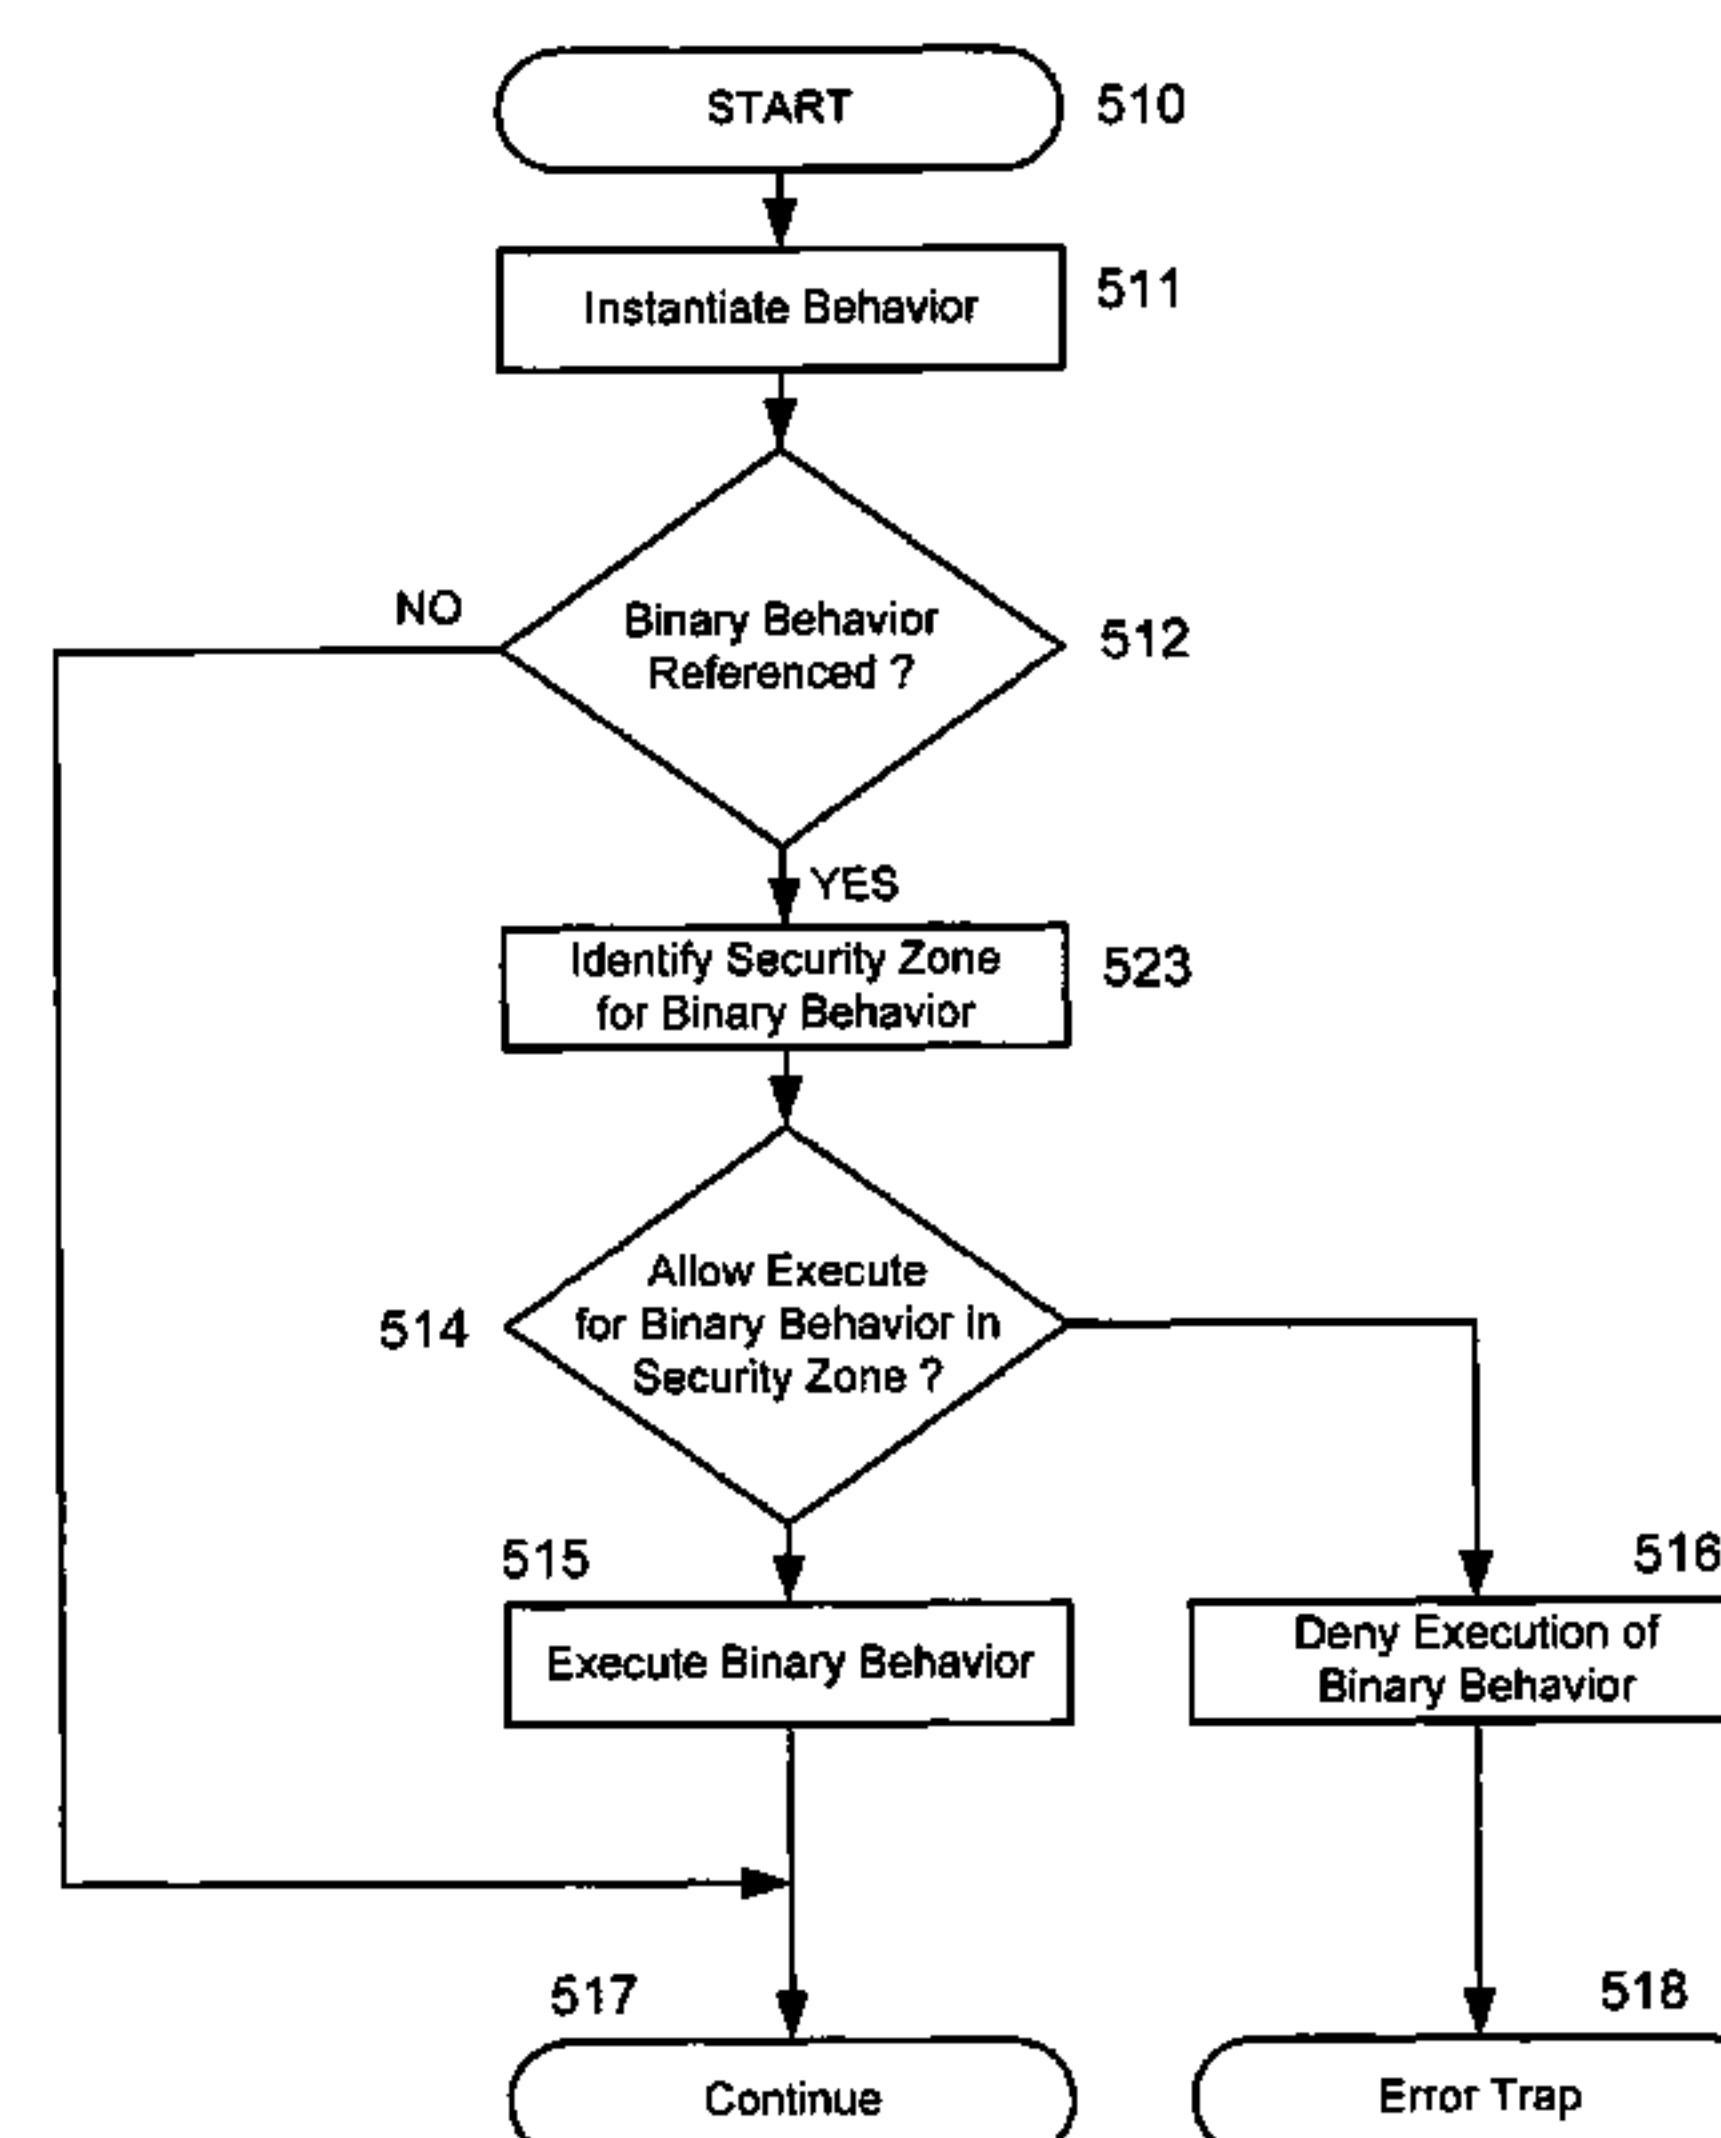 START
510
Instantiate Behavior
511
NO
Binary Behavior
Referenced ?
512
YES
Identify Security Zone
for Binary Behavior
523
Allow Execute
for Binary Behavior in
Security Zone ?
514
515
516
Execute Binary Behavior
Deny Execution of
Binary Behavior
517
518
Continue
Error Trap